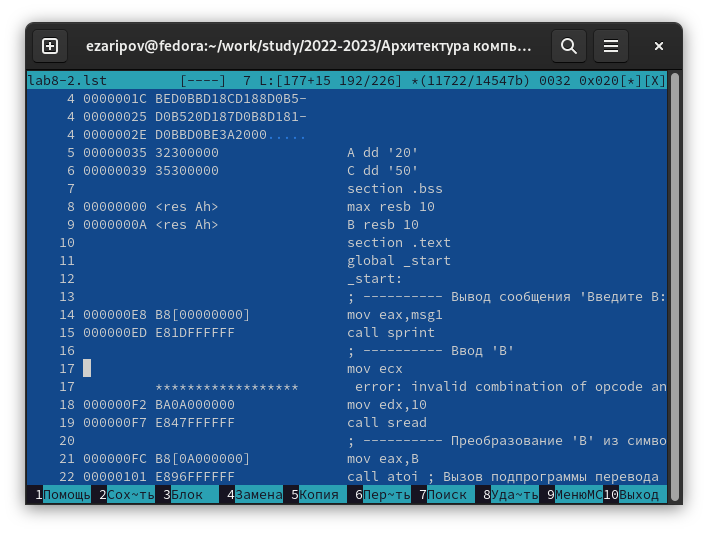 ezaripov@fedora:~/work/study/2022-2023/Архитектура компь…
lab8-2.lst [----] 7 L:[177+15 192/226] *(11722/14547b) 0032 0x020[*][X]
4 0000001C BED0BBD18CD188D0B5-
4 00000025 D0B520D187D0B8D181-
4 0000002E D0BBD0BE3A2000.....
5 00000035 32300000 A dd '20'
6 00000039 35300000 C dd '50'
7 section .bss
8 00000000 <res Ah> max resb 10
9 0000000A <res Ah> B resb 10
10 section .text
11 global _start
12 _start:
13 ; ---------- Вывод сообщения 'Введите B:
14 000000E8 B8[00000000] mov eax,msg1
15 000000ED E81DFFFFFF call sprint
16 ; ---------- Ввод 'B'
17 mov ecx
17 ****************** error: invalid combination of opcode an
18 000000F2 BA0A000000 mov edx,10
19 000000F7 E847FFFFFF call sread
20 ; ---------- Преобразование 'B' из симво
21 000000FC B8[0A000000] mov eax,B
22 00000101 E896FFFFFF call atoi ; Вызов подпрограммы перевода
1Помощь 2Сох~ть 3Блок 4Замена 5Копия 6Пер~ть 7Поиск 8Уда~ть 9МенюMC 10Выход